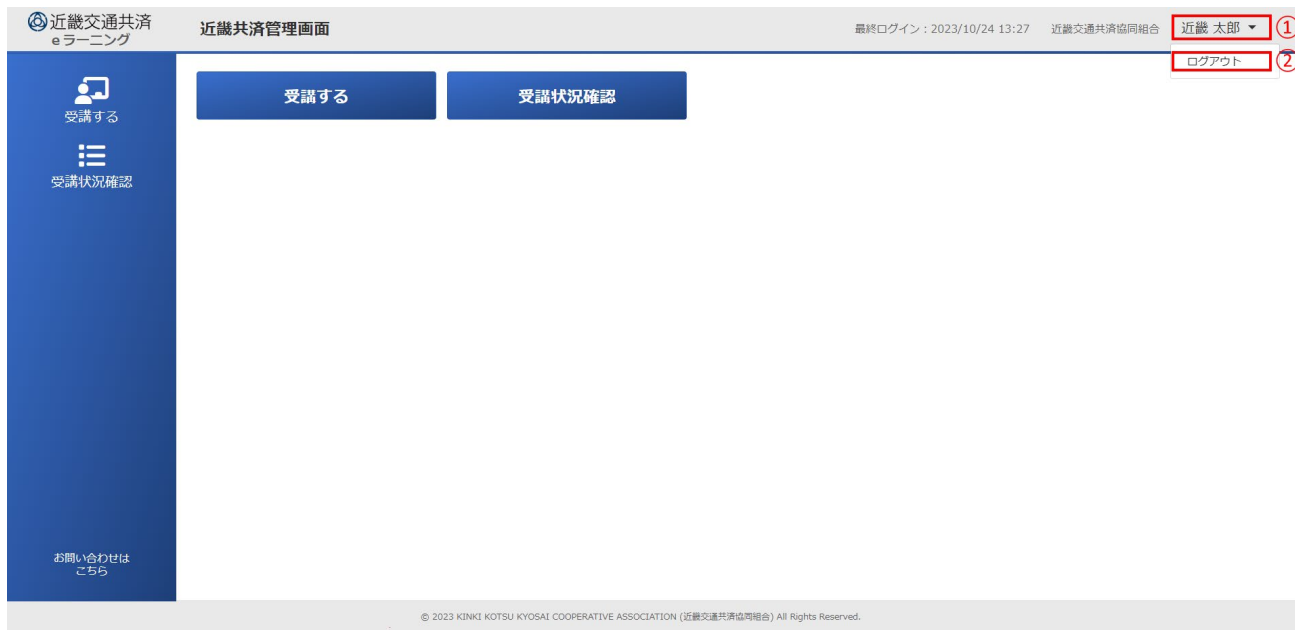 近畿交通共済
eラーニング
近畿共済管理画面
最終ログイン：2023/10/24 13:27
近畿交通共済協同組合
近畿 太郎
①
ログアウト
②
受講する
受講状況確認
受講する
受講状況確認
お問い合わせは
こちら
© 2023 KINKI KOTSU KYOSAI COOPERATIVE ASSOCIATION (近畿交通共済協同組合) All Rights Reserved.